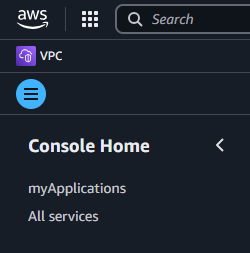 aws
Search
VPC
Console Home
myApplications
All services